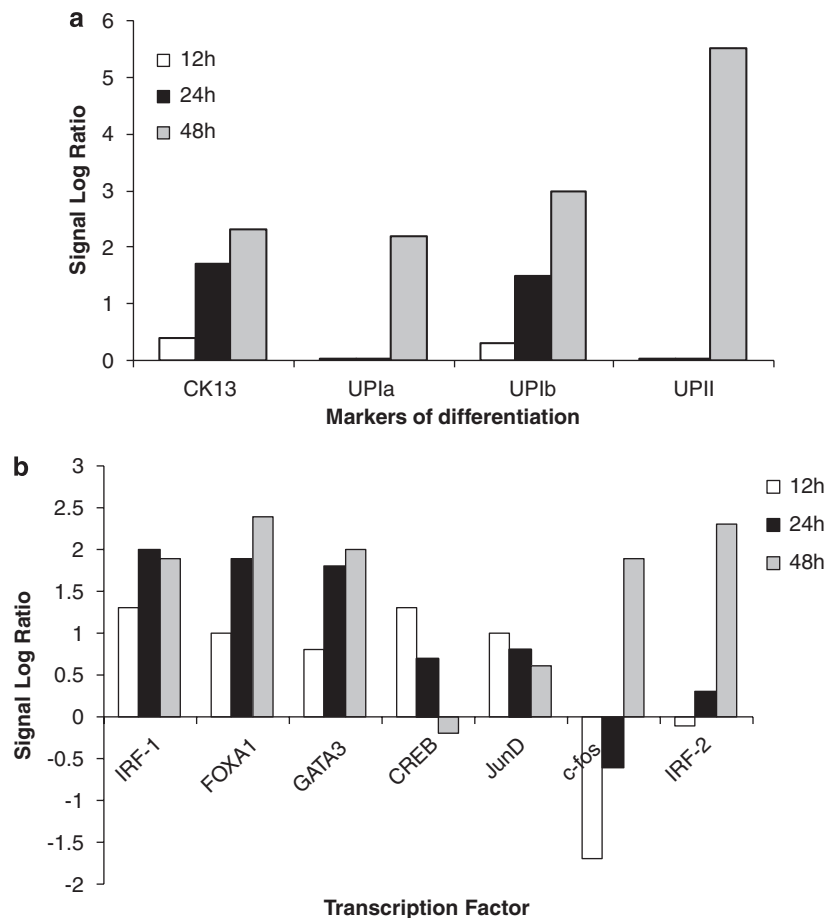 a
6
5
4
3
2
1
0
Signal Log Ratio
12h
24h
48h
CK13 UPIa UPIb UPII
Markers of differentiation
b
3
2.5
2
1.5
1
0.5
0
-0.5
-1
-1.5
-2
Signal Log Ratio
12h
24h
48h
IRF-1 FOXA1 GATA3 CREB JunD c-fos IRF-2
Transcription Factor